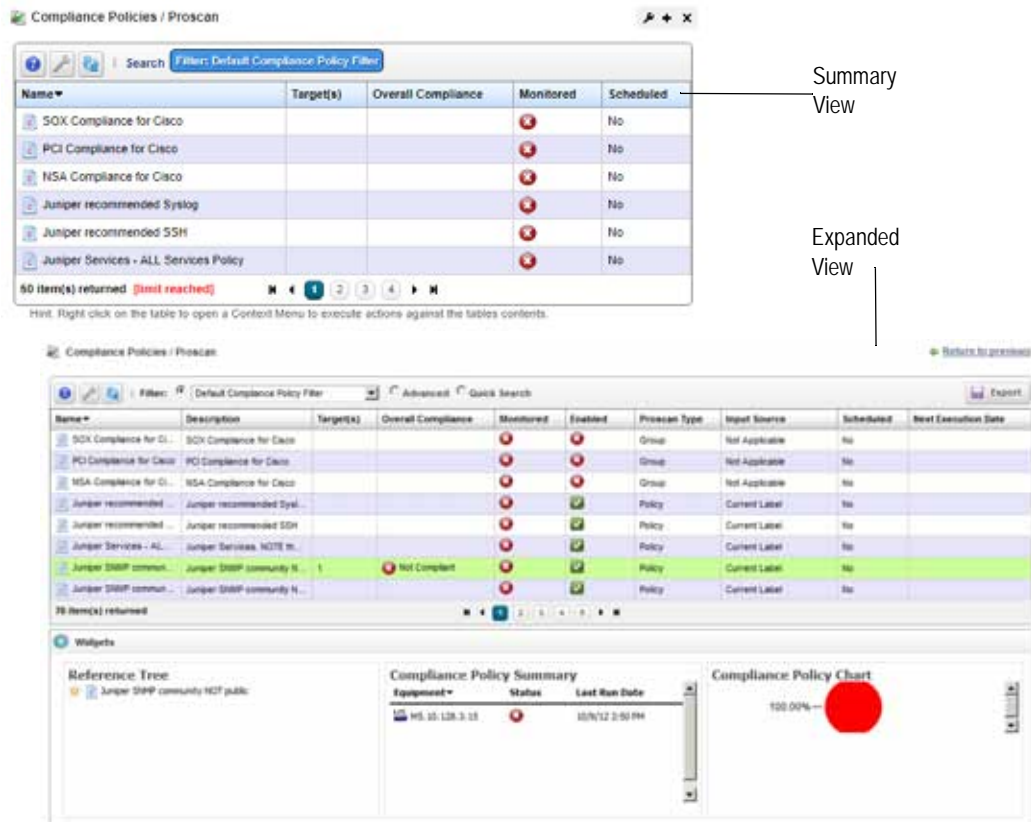 Compliance Policies / Proscan
Search Filter: Default Compliance Policy Filter
Name Target(s) Overall Compliance Monitored Scheduled
SOX Compliance for Cisco No
PCI Compliance for Cisco No
NSA Compliance for Cisco No
Juniper recommended Syslog No
Juniper recommended SSH No
Juniper Services - ALL Services Policy No
50 item(s) returned [limit reached] 1 2 3 4
Hint: Right click on the table to open a Context Menu to execute actions against the tables contents.
Summary
View
Expanded
View
Compliance Policies / Proscan
Return to previous
Filter: Default Compliance Policy Filter Advanced Quick Search Export
Name Description Target(s) Overall Compliance Monitored Enabled Proscan Type Input Source Scheduled Next Execution Date
SOX Compliance for Ci... SOX Compliance for Cisco Group Not Applicable No
PCI Compliance for Cisco PCI Compliance for Cisco Group Not Applicable No
NSA Compliance for Ci... NSA Compliance for Cisco Group Not Applicable No
Juniper recommended ... Juniper recommended Sysl... Policy Current Label No
Juniper recommended ... Juniper recommended SSH Policy Current Label No
Juniper Services - AL... Juniper Services. NOTE th... Policy Current Label No
Juniper SNMP commun... Juniper SNMP community N... 1 Not Compliant Policy Current Label No
Juniper SNMP commun... Juniper SNMP community N... Policy Current Label No
70 item(s) returned 1 2 3 4 5
Widgets
Reference Tree
Juniper SNMP community NOT public
Compliance Policy Summary
Equipment Status Last Run Date
MS 10.128.3.15 10/9/12 2:50 PM
Compliance Policy Chart
100.00%